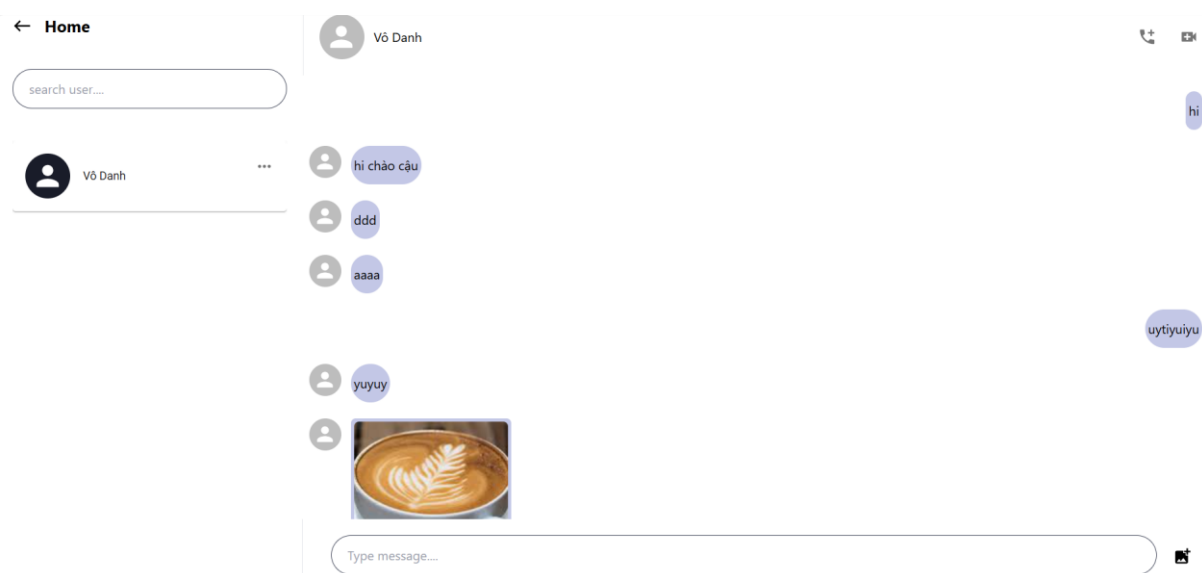 Home
search user....
Vô Danh
Vô Danh
hi
hi chào cậu
ddd
aaaa
uytiyuiyu
yuyuy
Type message....